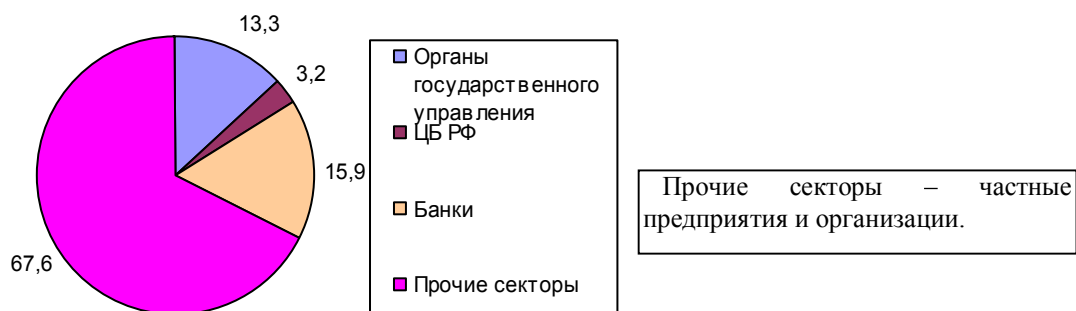 13,3
3,2
15,9
67,6
Органы
государственного
управления
ЦБ РФ
Банки
Прочие секторы
Прочие секторы – частные
предприятия и организации.